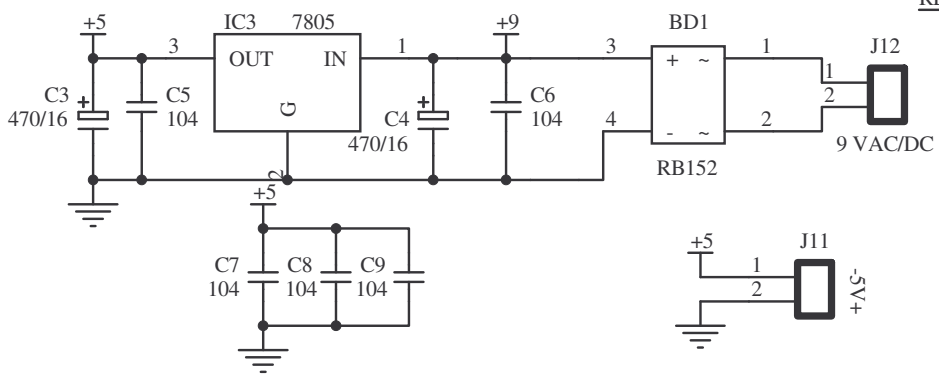 +5
IC3 7805
+9
BD1
J12
3
OUT IN
1
3
+ ~
1
1
2
C3
470/16
C5
104
G
2
C4
470/16
C6
104
4
- ~
2
RB152
9 VAC/DC
+5
C7
104
C8
104
C9
104
+5
J11
1
2
-5V+